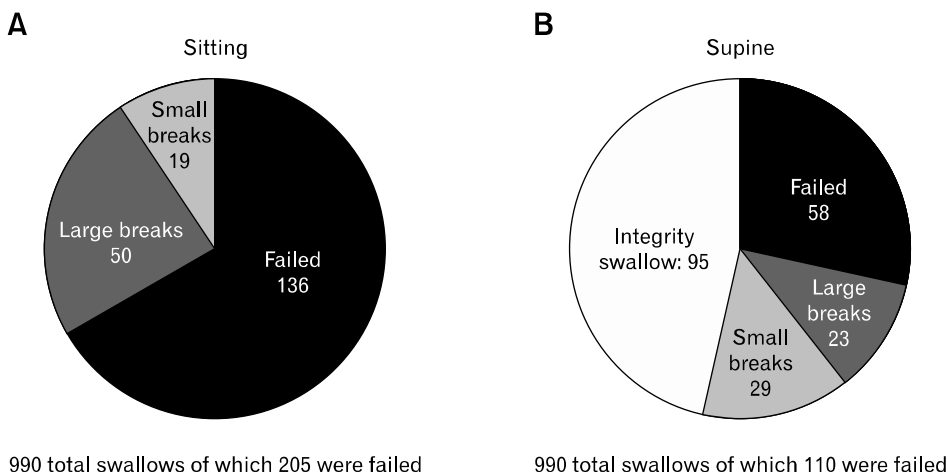 A
Sitting
Small
breaks
19
Large breaks
50
Failed
136
990 total swallows of which 205 were failed
B
Supine
Failed
58
Integrity
swallow: 95
Large
breaks
23
Small
breaks
29
990 total swallows of which 110 were failed